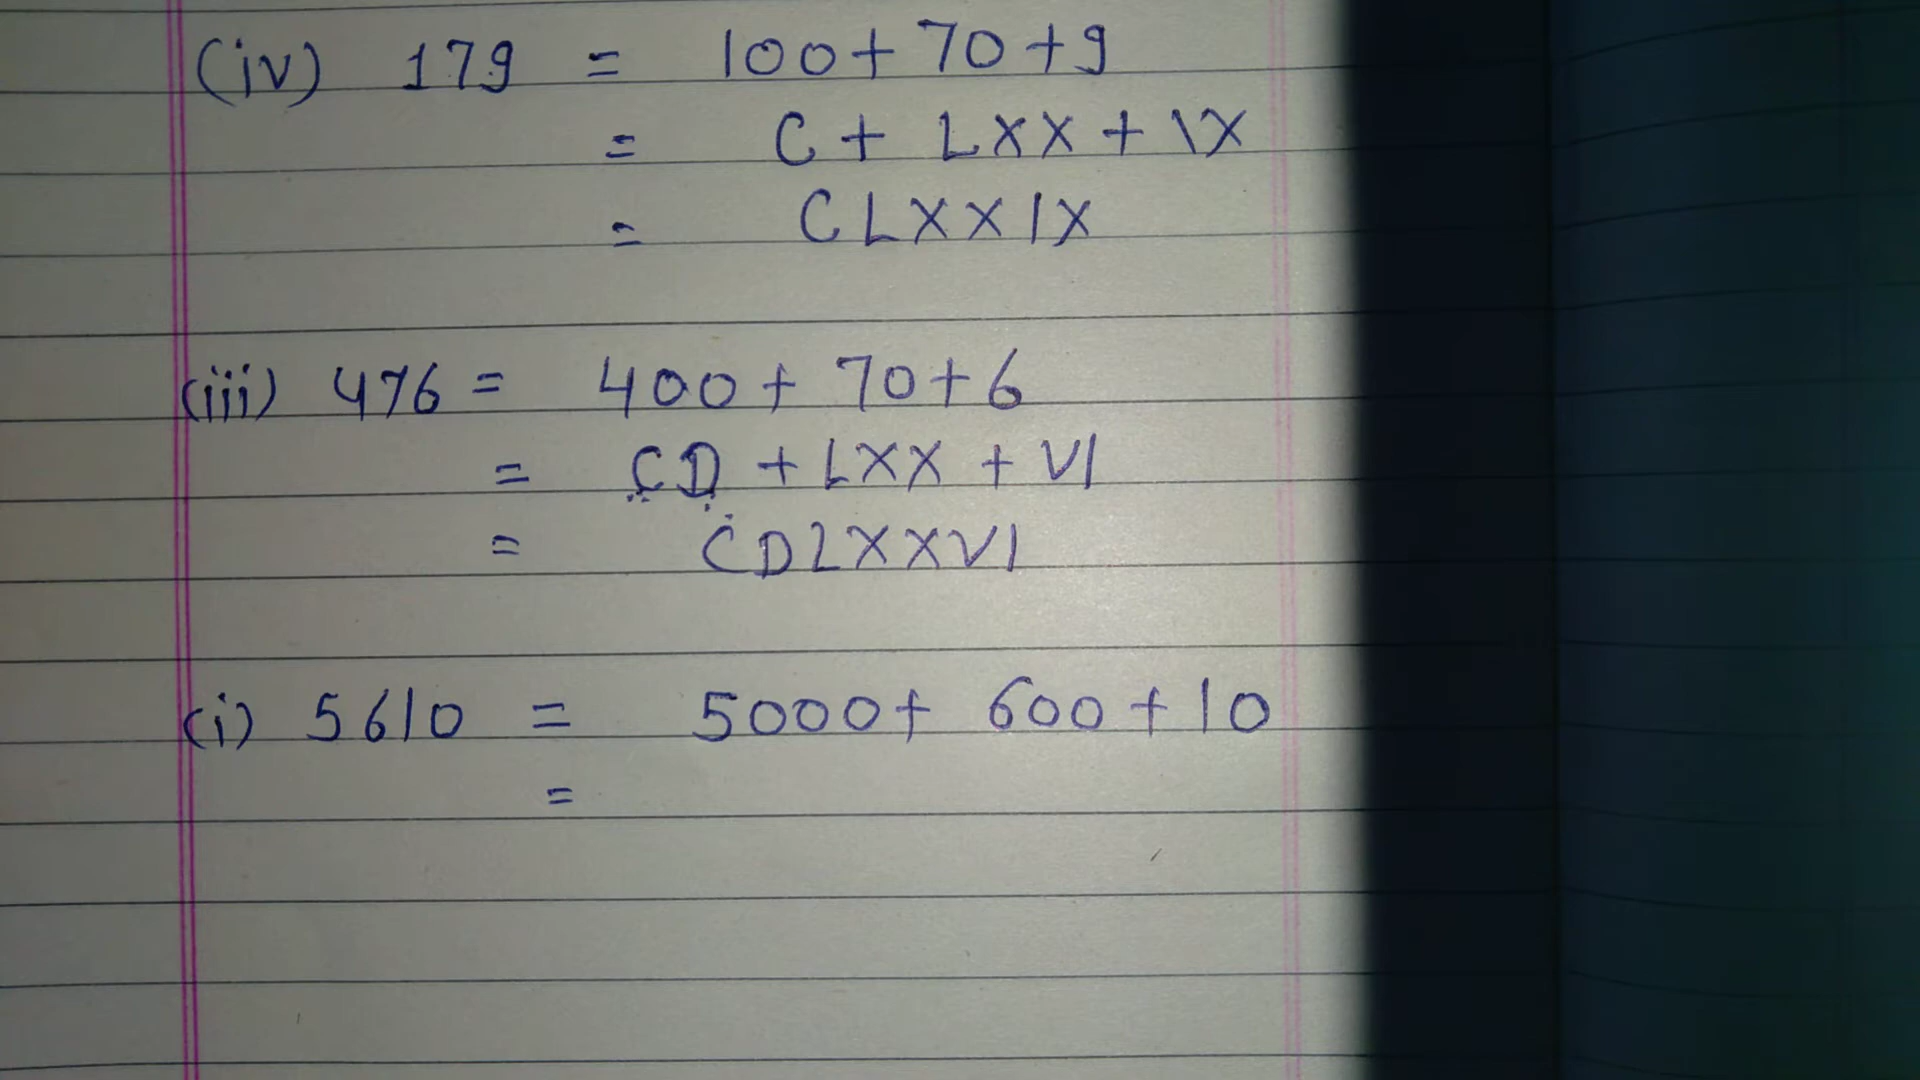 (iv) 179 = 100+ 70+9
= C + LXX + IX
= CLXXIX
(iii) 476 = 400+ 70+6
= CD + LXX + VI
= CDLXXVI
(i) 5610 = 5000+ 600+10
=